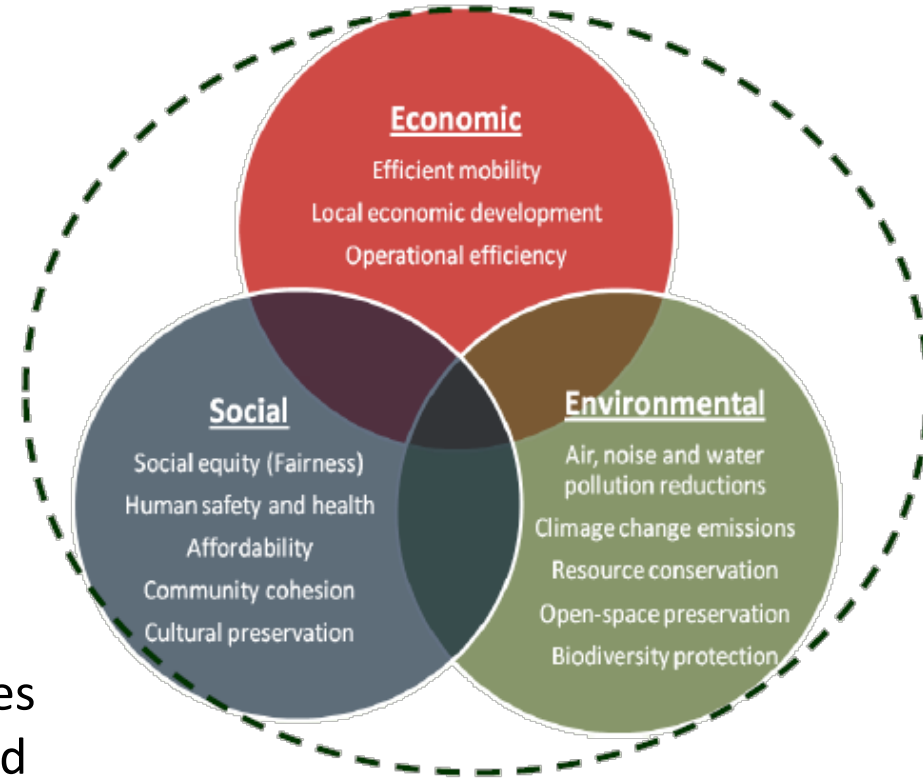 Economic
Efficient mobility
Local economic development
Operational efficiency
Social
Social equity (Fairness)
Human safety and health
Affordability
Community cohesion
Cultural preservation
Environmental
Air, noise and water
pollution reductions
Climage change emissions
Resource conservation
Open-space preservation
Biodiversity protection
es
d